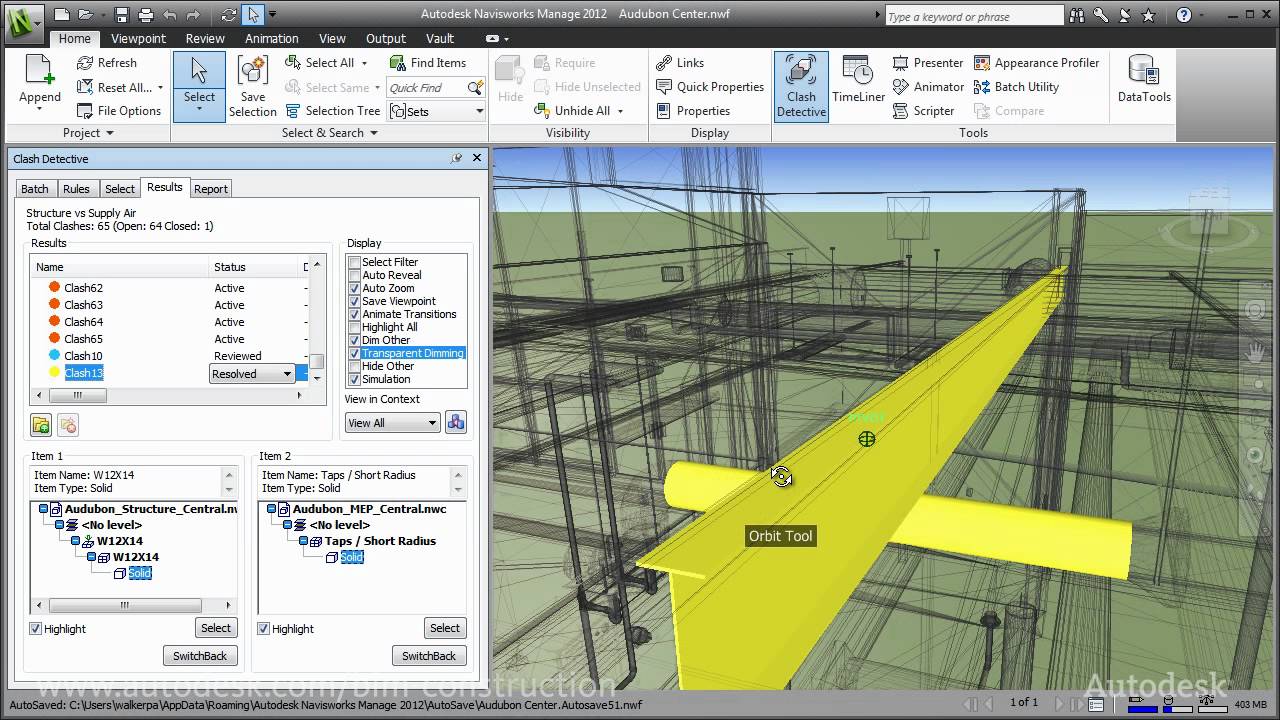 Autodesk Navisworks Manage 2012 Audubon Center.nwf
Type a keyword or phrase
Home Viewpoint Review Animation View Output Vault
Append
Refresh
Reset All...
File Options
Project
Select
Save Selection
Select All
Select Same
Selection Tree
Find Items
Quick Find
Sets
Select & Search
Hide
Require
Hide Unselected
Unhide All
Visibility
Links
Quick Properties
Properties
Display
Clash Detective
TimeLiner
Presenter
Animator
Scripter
Appearance Profiler
Batch Utility
Compare
Tools
DataTools
Clash Detective
Batch Rules Select Results Report
Structure vs Supply Air
Total Clashes: 65 (Open: 64 Closed: 1)
Results
Name Status D
Clash62 Active -
Clash63 Active -
Clash64 Active -
Clash65 Active -
Clash10 Reviewed -
Clash13 Resolved -
Display
Select Filter
Auto Reveal
Auto Zoom
Save Viewpoint
Animate Transitions
Highlight All
Dim Other
Transparent Dimming
Hide Other
Simulation
View in Context
View All
Item 1
Item Name: W12X14
Item Type: Solid
Audubon_Structure_Central.nw
<No level>
W12X14
W12X14
Solid
Highlight
Select
SwitchBack
Item 2
Item Name: Taps / Short Radius
Item Type: Solid
Audubon_MEP_Central.nwc
<No level>
Taps / Short Radius
Solid
Highlight
Select
SwitchBack
Orbit Tool
www.autodesk.com/bim-construction
Autodesk
AutoSaved: C:\Users\walkerpa\AppData\Roaming\Autodesk Navisworks Manage 2012\AutoSave\Audubon Center.Autosave51.nwf
1 of 1
403 MB